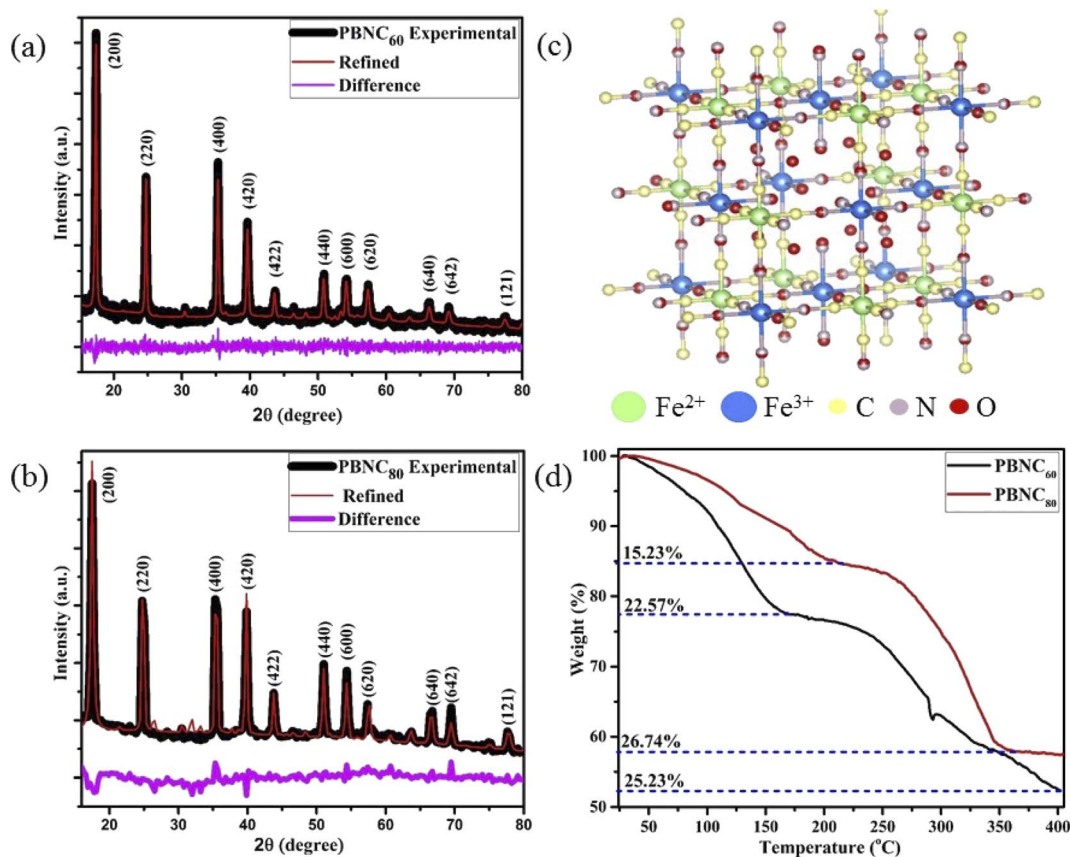 (a)
PBNC60 Experimental
Refined
Difference
(200)
(220)
(400)
(420)
(422)
(440)
(600)
(620)
(640)
(642)
(121)
Intensity (a.u.)
20 30 40 50 60 70 80
2θ (degree)
(b)
PBNC80 Experimental
Refined
Difference
(200)
(220)
(400)
(420)
(422)
(440)
(600)
(620)
(640)
(642)
(121)
Intensity (a.u.)
20 30 40 50 60 70 80
2θ (degree)
(c)
Fe2+ Fe3+ C N O
(d)
PBNC60
PBNC80
100
90
80
70
60
50
15.23%
22.57%
26.74%
25.23%
Weight (%)
50 100 150 200 250 300 350 400
Temperature (°C)